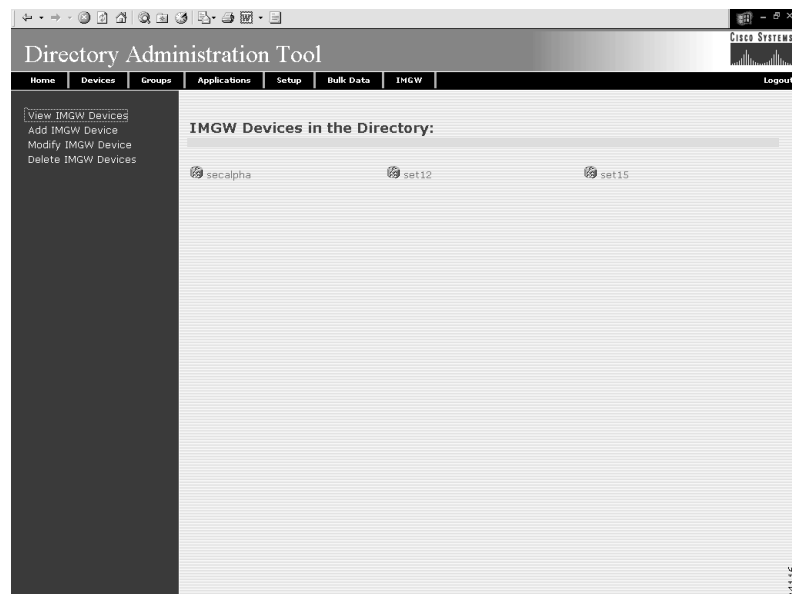 Cisco Systems
Directory Administration Tool
Home Devices Groups Applications Setup Bulk Data IMGW Logout
View IMGW Devices
Add IMGW Device
Modify IMGW Device
Delete IMGW Devices
IMGW Devices in the Directory:
secalpha set12 set15